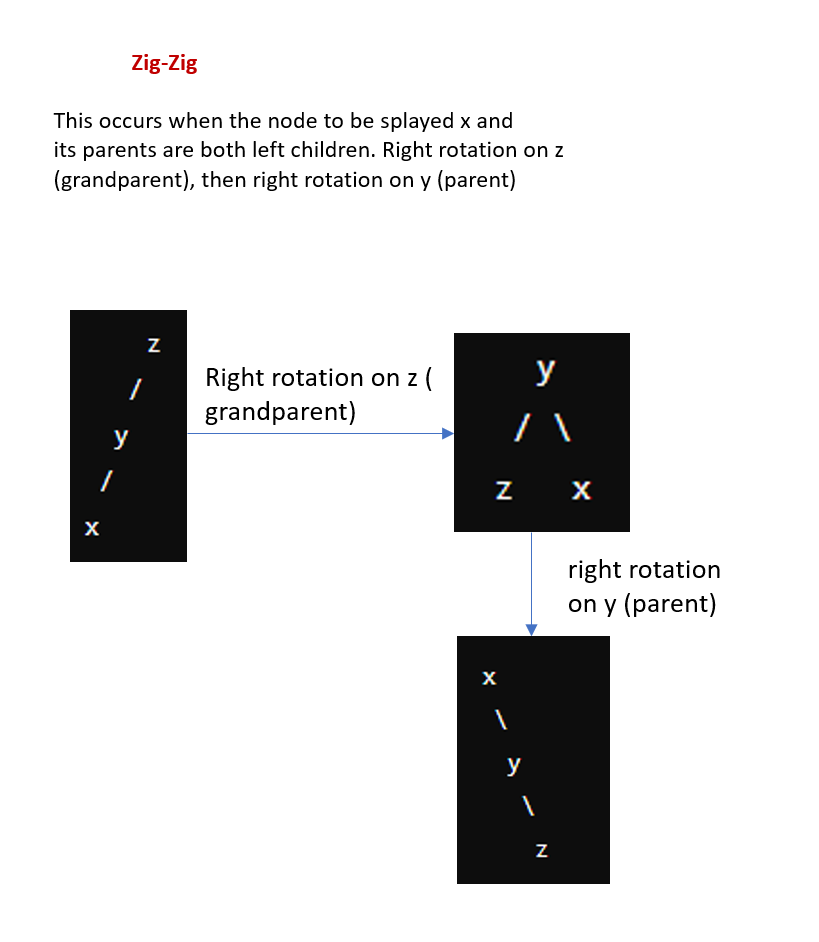 Zig-Zig
This occurs when the node to be splayed x and
its parents are both left children. Right rotation on z
(grandparent), then right rotation on y (parent)
z
/
y
/
x
Right rotation on z (
grandparent)
y
/ \
z x
right rotation
on y (parent)
x
\
y
\
z